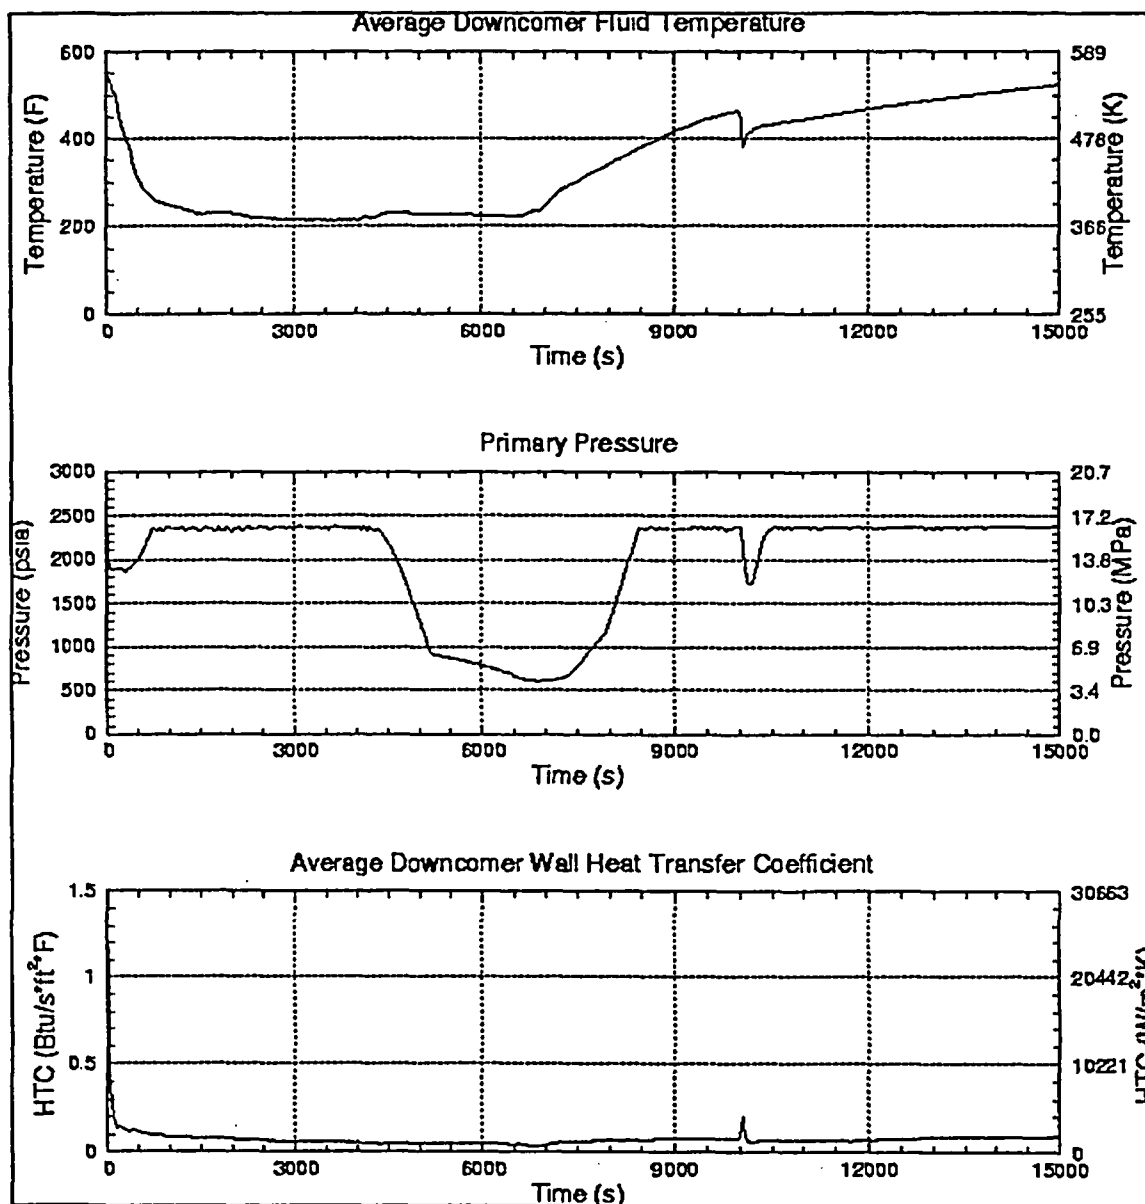 Average Downcomer Fluid Temperature
Temperature (F)
600
400
200
0
589
478
366
255
Temperature (K)
0 3000 6000 9000 12000 15000
Time (s)
Primary Pressure
Pressure (psia)
3000
2500
2000
1500
1000
500
0
20.7
17.2
13.8
10.3
6.9
3.4
0.0
Pressure (MPa)
0 3000 6000 9000 12000 15000
Time (s)
Average Downcomer Wall Heat Transfer Coefficient
HTC (Btu/s*ft²*F)
1.5
1
0.5
0
30663
20442
10221
0
HTC (W/m²*K)
0 3000 6000 9000 12000 15000
Time (s)